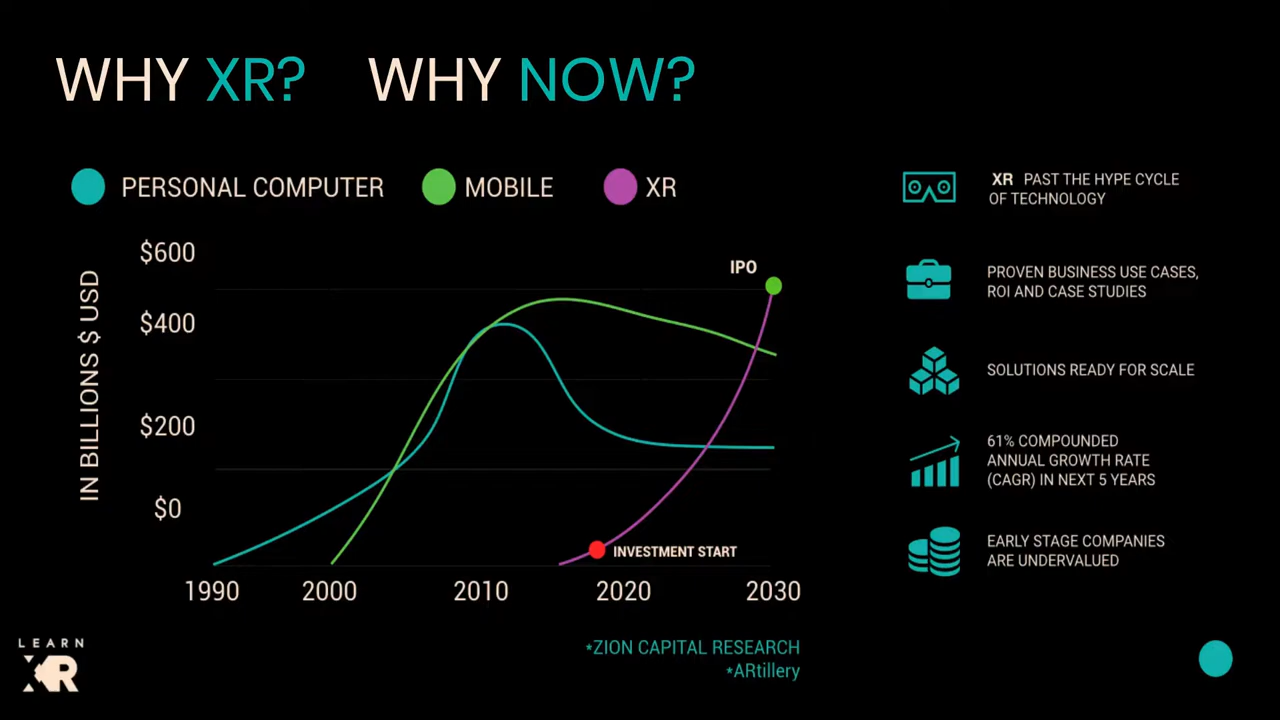 WHY XR? WHY NOW?
PERSONAL COMPUTER
MOBILE
XR
IN BILLIONS $ USD
$600
$400
$200
$0
IPO
INVESTMENT START
1990
2000
2010
2020
2030
*ZION CAPITAL RESEARCH
*ARtillery
XR PAST THE HYPE CYCLE
OF TECHNOLOGY
PROVEN BUSINESS USE CASES,
ROI AND CASE STUDIES
SOLUTIONS READY FOR SCALE
61% COMPOUNDED
ANNUAL GROWTH RATE
(CAGR) IN NEXT 5 YEARS
EARLY STAGE COMPANIES
ARE UNDERVALUED
LEARN
XR